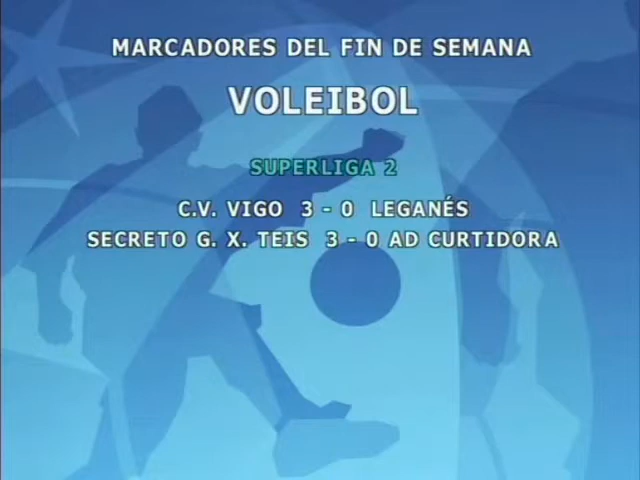 MARCADORES DEL FIN DE SEMANA
VOLEIBOL
SUPERLIGA 2
C.V. VIGO 3 - 0 LEGANÉS
SECRETO G. X. TEIS 3 - 0 AD CURTIDORA